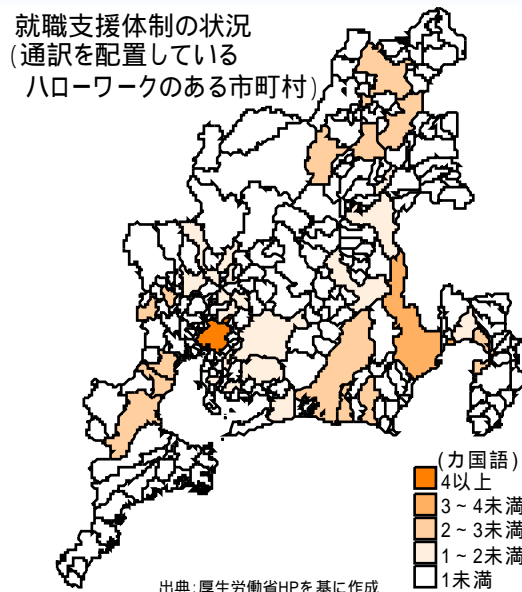 就職支援体制の状況
(通訳を配置している
ハローワークのある市町村)
(カ国語)
4以上
3～4未満
2～3未満
1～2未満
1未満
出典:厚生労働省HPを基に作成